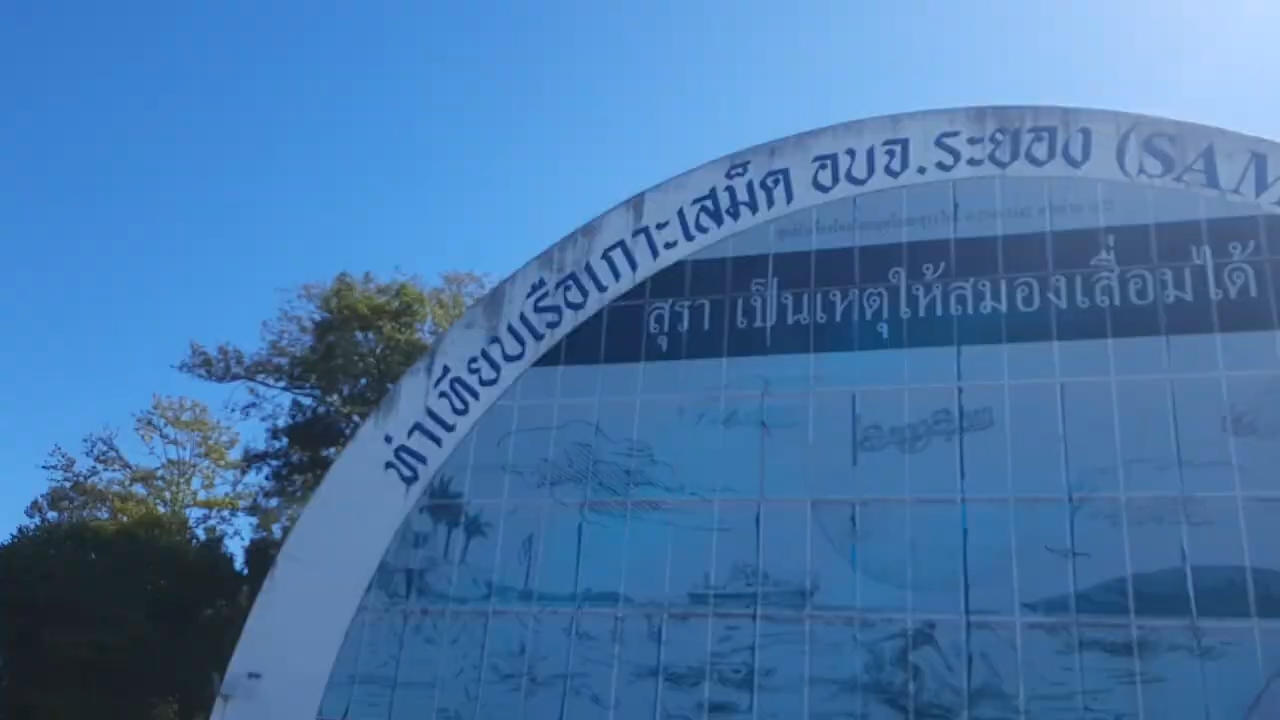 ท่าเทียบเรือเกาะเสม็ด อบจ.ระยอง (SAM
สุรา เป็นเหตุให้สมองเสื่อมได้